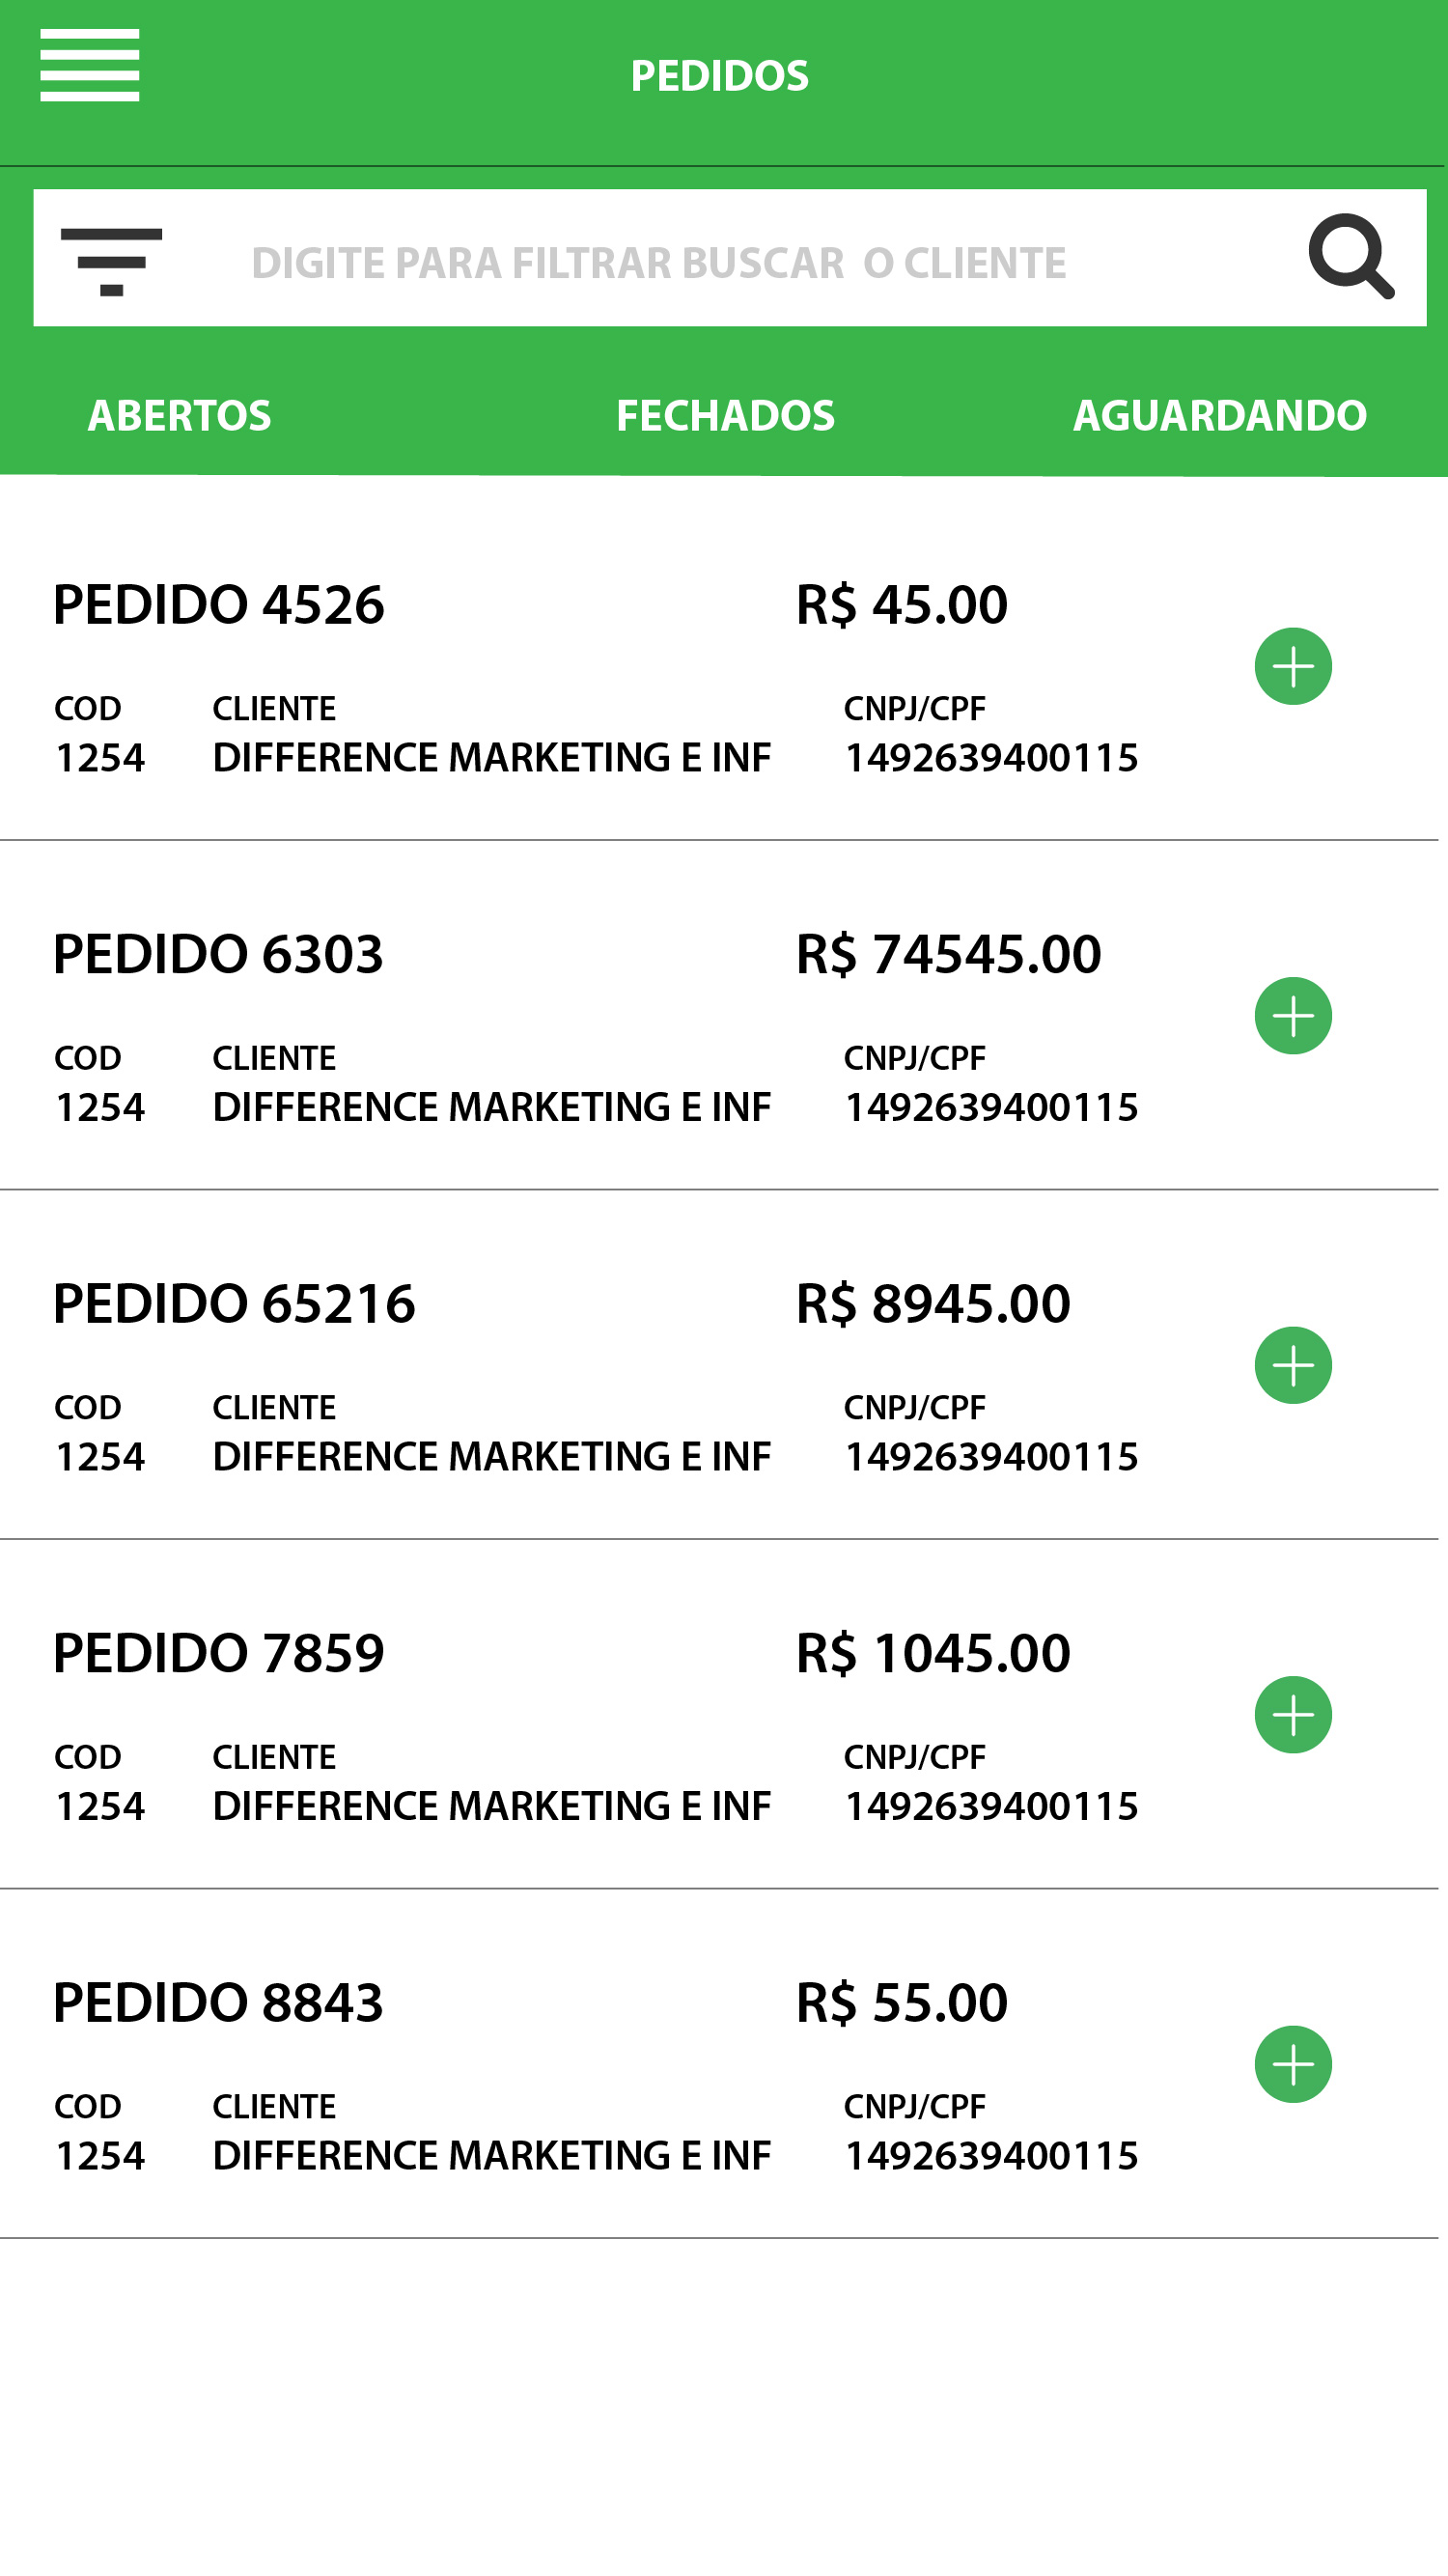 PEDIDOS
DIGITE PARA FILTRAR BUSCAR O CLIENTE
ABERTOS FECHADOS AGUARDANDO
PEDIDO 4526 R$ 45.00
COD CLIENTE CNPJ/CPF
1254 DIFFERENCE MARKETING E INF 1492639400115
PEDIDO 6303 R$ 74545.00
COD CLIENTE CNPJ/CPF
1254 DIFFERENCE MARKETING E INF 1492639400115
PEDIDO 65216 R$ 8945.00
COD CLIENTE CNPJ/CPF
1254 DIFFERENCE MARKETING E INF 1492639400115
PEDIDO 7859 R$ 1045.00
COD CLIENTE CNPJ/CPF
1254 DIFFERENCE MARKETING E INF 1492639400115
PEDIDO 8843 R$ 55.00
COD CLIENTE CNPJ/CPF
1254 DIFFERENCE MARKETING E INF 1492639400115